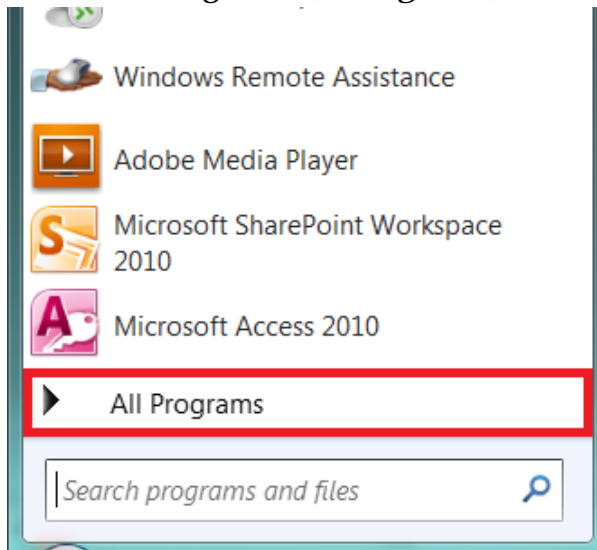 Windows Remote Assistance
Adobe Media Player
Microsoft SharePoint Workspace
2010
Microsoft Access 2010
All Programs
Search programs and files